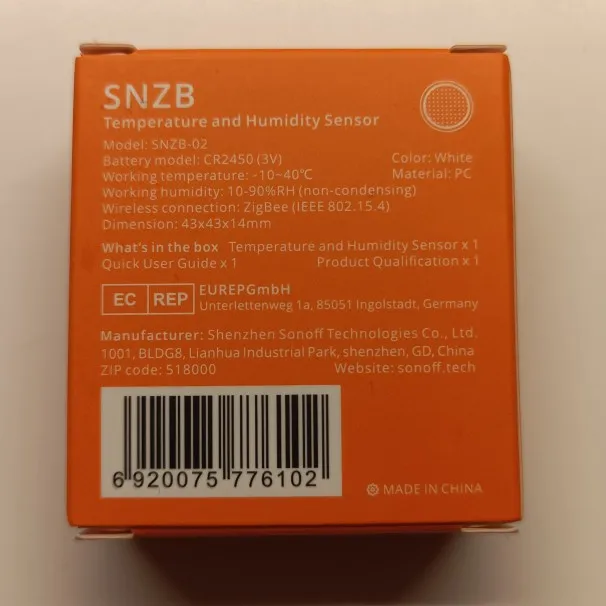 SNZB
Temperature and Humidity Sensor
Model: SNZB-02
Battery model: CR2450 (3V) Color: White
Working temperature: -10~40℃ Material: PC
Working humidity: 10-90%RH (non-condensing)
Wireless connection: ZigBee (IEEE 802.15.4)
Dimension: 43x43x14mm
What's in the box Temperature and Humidity Sensor x 1
Quick User Guide x 1 Product Qualification x 1
EC REP EUREPGmbH
Unterlettenweg 1a, 85051 Ingolstadt, Germany
Manufacturer: Shenzhen Sonoff Technologies Co., Ltd.
1001, BLDG8, Lianhua Industrial Park, shenzhen, GD, China
ZIP code: 518000 Website: sonoff.tech
6 920075 776102
MADE IN CHINA